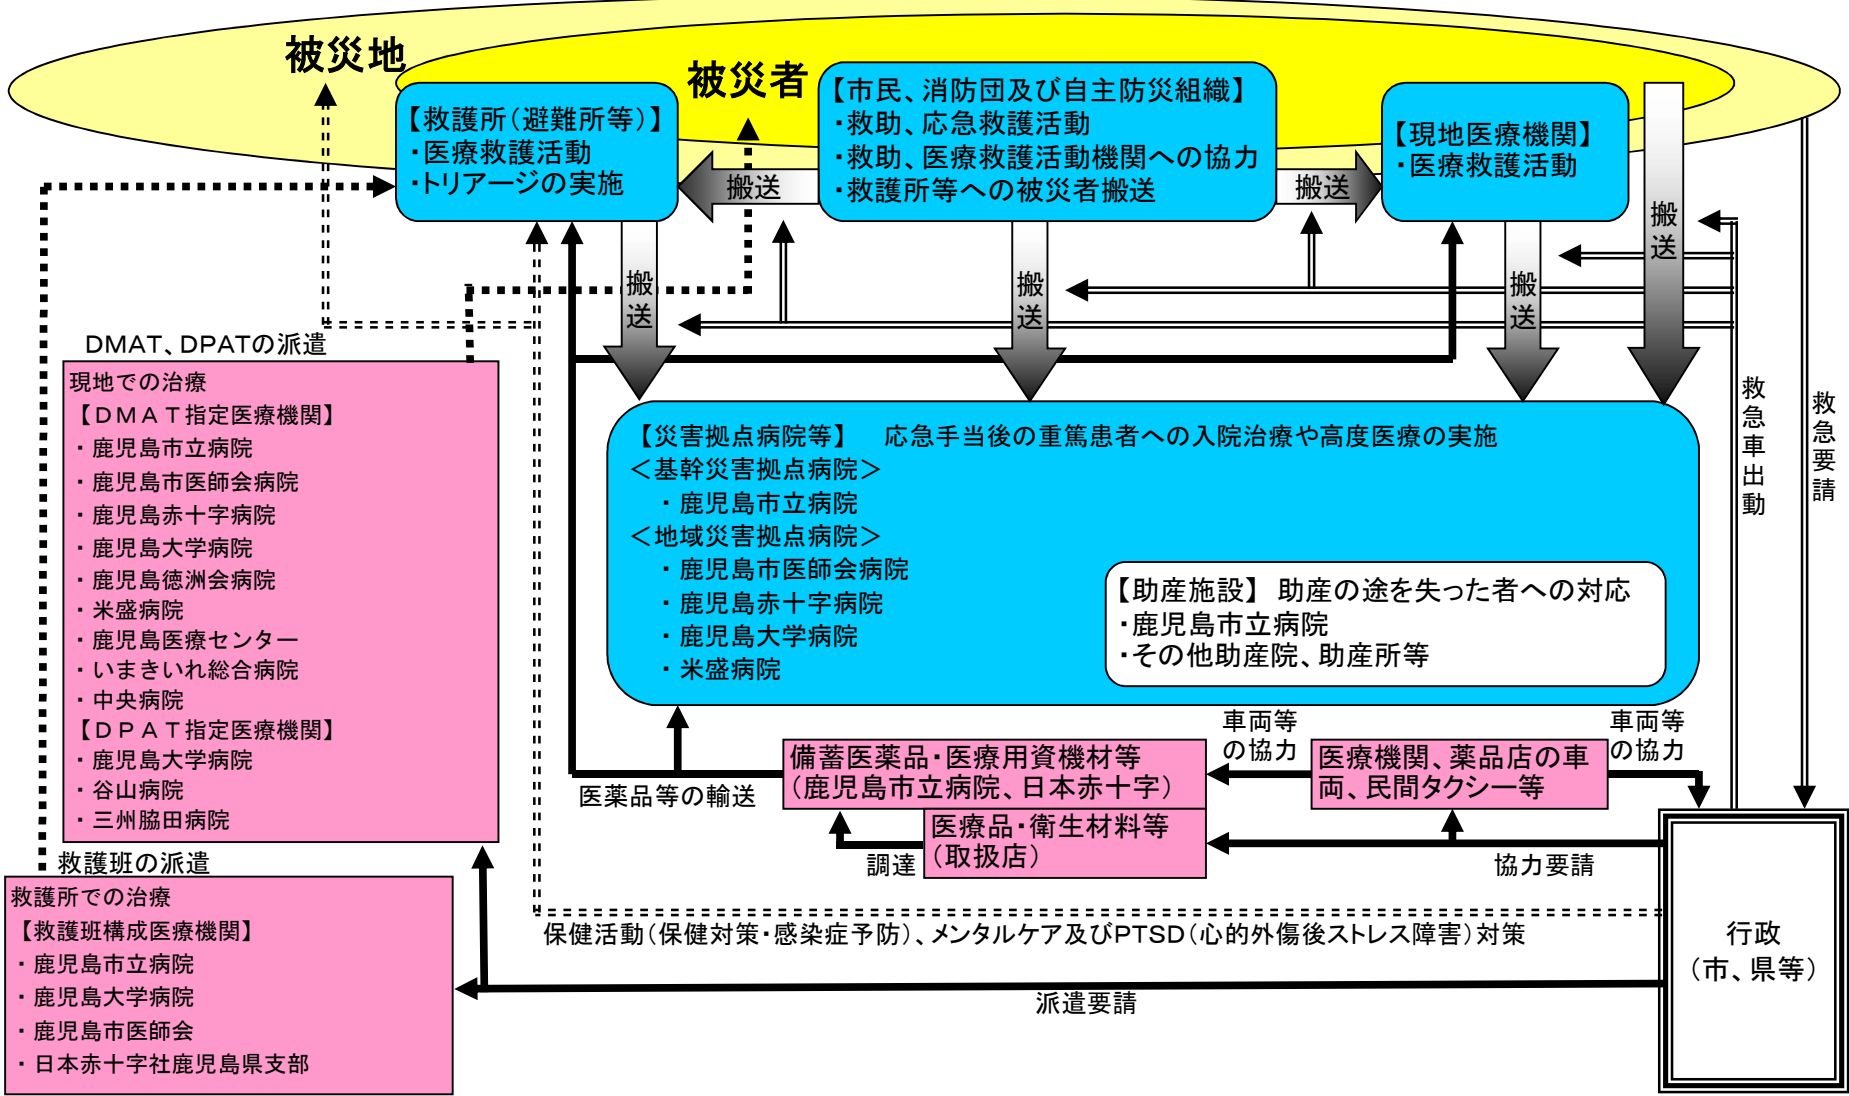 被災地
被災者
【救護所(避難所等)】
・医療救護活動
・トリアージの実施
【市民、消防団及び自主防災組織】
・救助、応急救護活動
・救助、医療救護活動機関への協力
・救護所等への被災者搬送
【現地医療機関】
・医療救護活動
搬送
搬送
搬送
搬送
搬送
搬送
DMAT、DPATの派遣
現地での治療
【DMAT指定医療機関】
・鹿児島市立病院
・鹿児島市医師会病院
・鹿児島赤十字病院
・鹿児島大学病院
・鹿児島徳洲会病院
・米盛病院
・鹿児島医療センター
・いまきいれ総合病院
・中央病院
【DPAT指定医療機関】
・鹿児島大学病院
・谷山病院
・三州脇田病院
【災害拠点病院等】 応急手当後の重篤患者への入院治療や高度医療の実施
<基幹災害拠点病院>
・鹿児島市立病院
<地域災害拠点病院>
・鹿児島市医師会病院
・鹿児島赤十字病院
・鹿児島大学病院
・米盛病院
【助産施設】 助産の途を失った者への対応
・鹿児島市立病院
・その他助産院、助産所等
救急車出動
救急要請
車両等
の協力
車両等
の協力
備蓄医薬品・医療用資機材等
(鹿児島市立病院、日本赤十字)
医療機関、薬品店の車
両、民間タクシー等
医薬品等の輸送
医療品・衛生材料等
(取扱店)
調達
協力要請
救護班の派遣
救護所での治療
【救護班構成医療機関】
・鹿児島市立病院
・鹿児島大学病院
・鹿児島市医師会
・日本赤十字社鹿児島県支部
保健活動(保健対策・感染症予防)、メンタルケア及びPTSD(心的外傷後ストレス障害)対策
派遣要請
行政
(市、県等)